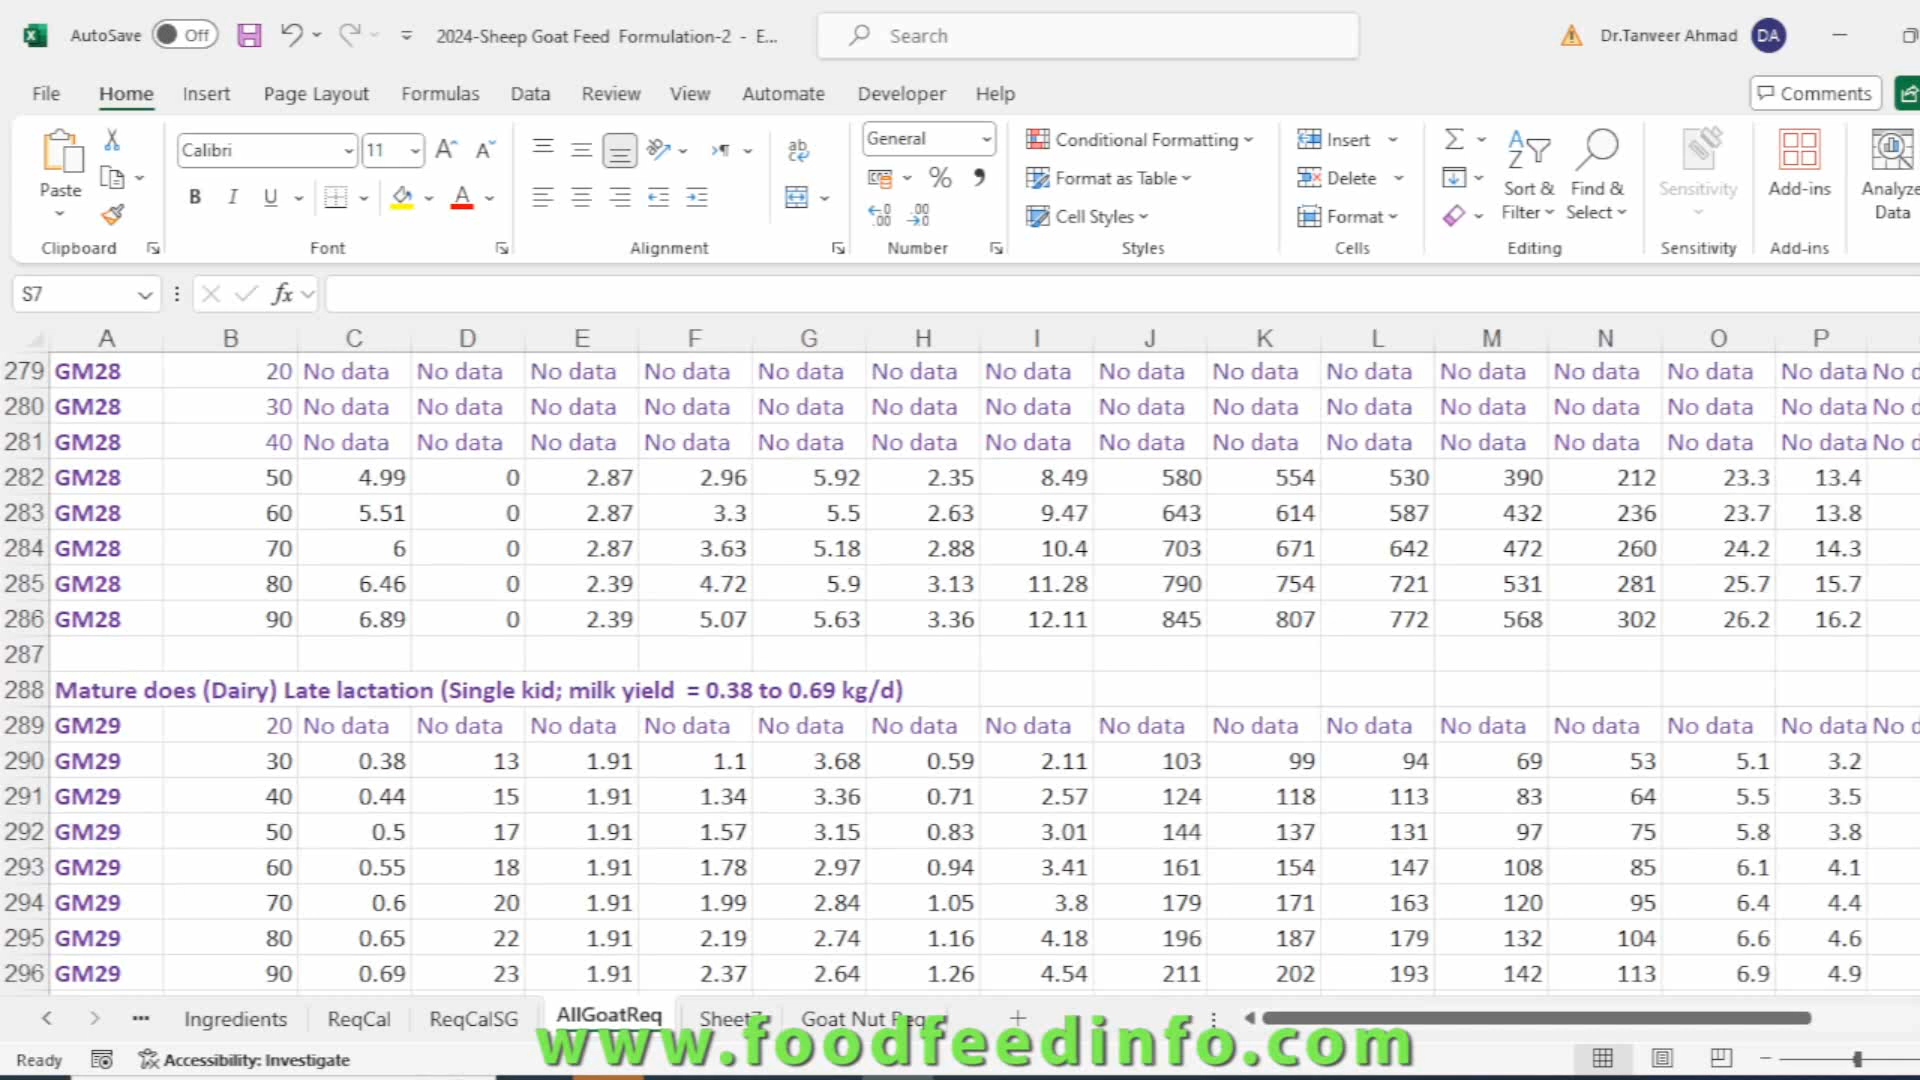 AutoSave Off 2024-Sheep Goat Feed Formulation-2 - E... Search Dr.Tanveer Ahmad DA
File Home Insert Page Layout Formulas Data Review View Automate Developer Help Comments
Calibri 11 General Conditional Formatting Insert
Paste B I U Format as Table Delete Sort & Find & Sensitivity Add-ins Analyze
Cell Styles Format Filter Select Data
Clipboard Font Alignment Number Styles Cells Editing Sensitivity Add-ins
S7 fx
A B C D E F G H I J K L M N O P
279 GM28 20 No data No data No data No data No data No data No data No data No data No data No data No data No data No data No d
280 GM28 30 No data No data No data No data No data No data No data No data No data No data No data No data No data No data No d
281 GM28 40 No data No data No data No data No data No data No data No data No data No data No data No data No data No data No d
282 GM28 50 4.99 0 2.87 2.96 5.92 2.35 8.49 580 554 530 390 212 23.3 13.4
283 GM28 60 5.51 0 2.87 3.3 5.5 2.63 9.47 643 614 587 432 236 23.7 13.8
284 GM28 70 6 0 2.87 3.63 5.18 2.88 10.4 703 671 642 472 260 24.2 14.3
285 GM28 80 6.46 0 2.39 4.72 5.9 3.13 11.28 790 754 721 531 281 25.7 15.7
286 GM28 90 6.89 0 2.39 5.07 5.63 3.36 12.11 845 807 772 568 302 26.2 16.2
287
288 Mature does (Dairy) Late lactation (Single kid; milk yield = 0.38 to 0.69 kg/d)
289 GM29 20 No data No data No data No data No data No data No data No data No data No data No data No data No data No data No d
290 GM29 30 0.38 13 1.91 1.1 3.68 0.59 2.11 103 99 94 69 53 5.1 3.2
291 GM29 40 0.44 15 1.91 1.34 3.36 0.71 2.57 124 118 113 83 64 5.5 3.5
292 GM29 50 0.5 17 1.91 1.57 3.15 0.83 3.01 144 137 131 97 75 5.8 3.8
293 GM29 60 0.55 18 1.91 1.78 2.97 0.94 3.41 161 154 147 108 85 6.1 4.1
294 GM29 70 0.6 20 1.91 1.99 2.84 1.05 3.8 179 171 163 120 95 6.4 4.4
295 GM29 80 0.65 22 1.91 2.19 2.74 1.16 4.18 196 187 179 132 104 6.6 4.6
296 GM29 90 0.69 23 1.91 2.37 2.64 1.26 4.54 211 202 193 142 113 6.9 4.9
Ingredients ReqCal ReqCalSG AllGoatReq Goat Nut
www.foodfeedinfo.com
Ready Accessibility: Investigate